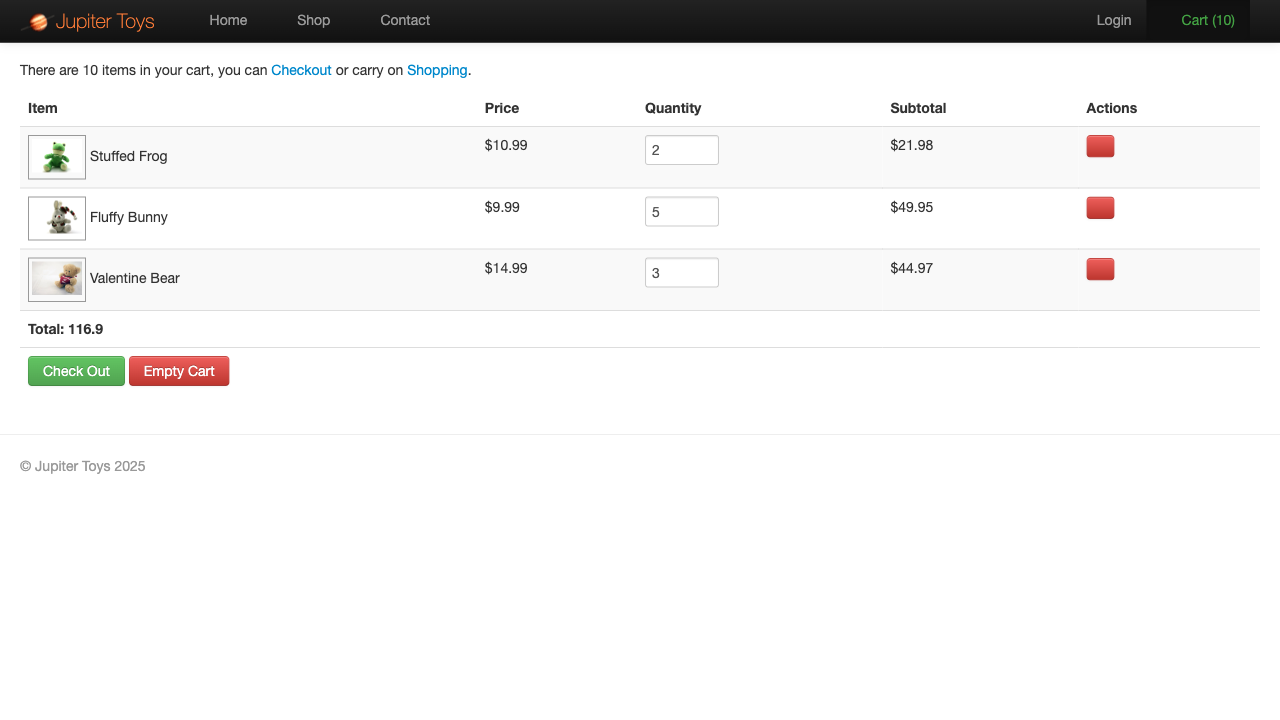 Jupiter Toys Home Shop Contact Login Cart (10)
There are 10 items in your cart, you can Checkout or carry on Shopping.
Item Price Quantity Subtotal Actions
Stuffed Frog $10.99 2 $21.98
Fluffy Bunny $9.99 5 $49.95
Valentine Bear $14.99 3 $44.97
Total: 116.9
Check Out Empty Cart
© Jupiter Toys 2025